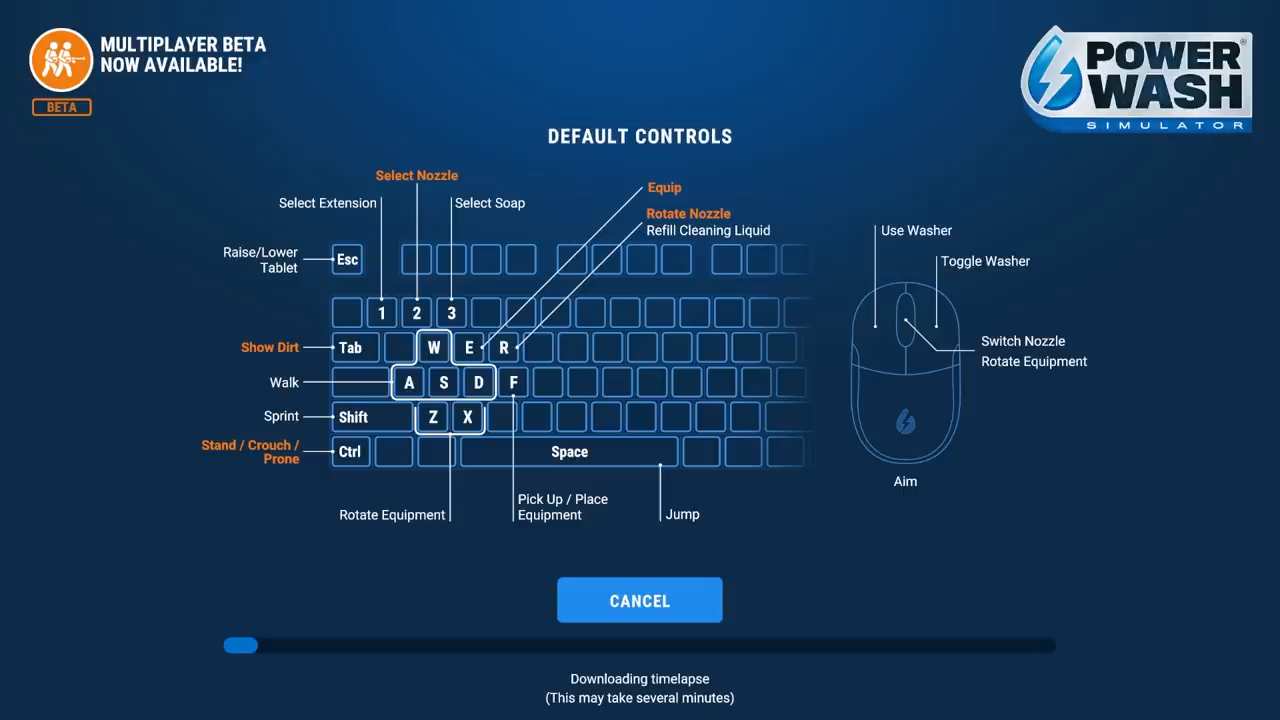 MULTIPLAYER BETA
NOW AVAILABLE!
BETA
POWER
WASH®
SIMULATOR
DEFAULT CONTROLS
Select Nozzle
Select Extension
Select Soap
Equip
Rotate Nozzle
Refill Cleaning Liquid
Raise/Lower
Tablet
Esc
1 2 3
Show Dirt
Tab W E R
Walk
A S D F
Sprint
Shift Z X
Stand / Crouch /
Prone
Ctrl Space
Rotate Equipment
Pick Up / Place
Equipment
Jump
Use Washer
Toggle Washer
Switch Nozzle
Rotate Equipment
Aim
CANCEL
Downloading timelapse
(This may take several minutes)